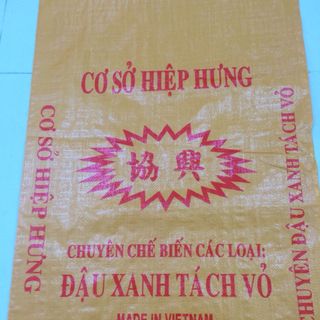 CƠ SỞ HIỆP HƯNG
協興
CHUYÊN CHẾ BIẾN CÁC LOẠI:
ĐẬU XANH TÁCH VỎ
MADE IN VIETNAM
CƠ SỞ HIỆP HƯNG
CHUYÊN ĐẬU XANH TÁCH VỎ